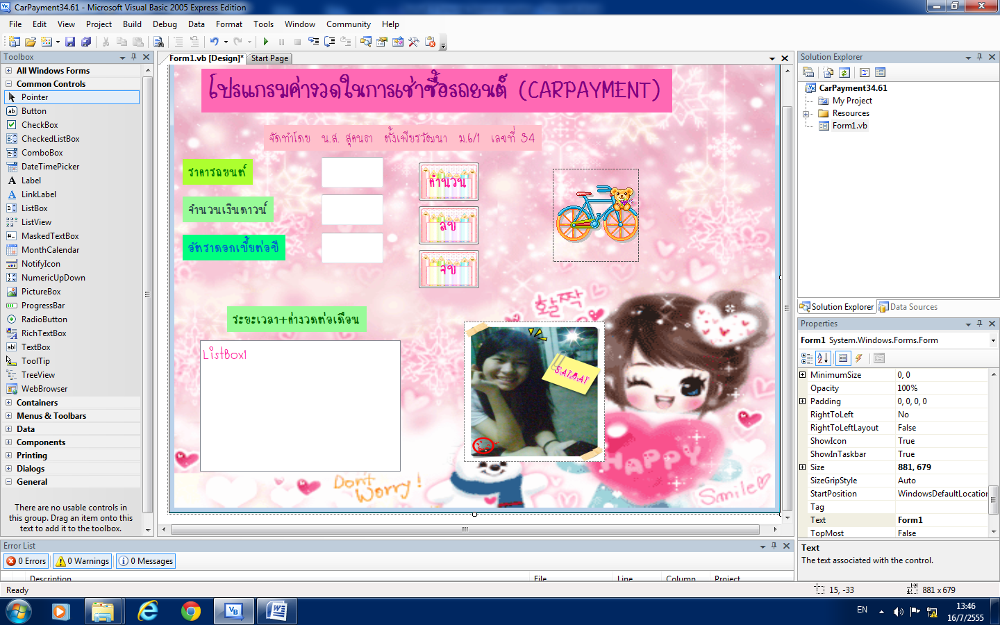 CarPayment34.61 - Microsoft Visual Basic 2005 Express Edition
File Edit View Project Build Debug Data Format Tools Window Community Help
Toolbox
All Windows Forms
Common Controls
Pointer
Button
CheckBox
CheckedListBox
ComboBox
DateTimePicker
Label
LinkLabel
ListBox
ListView
MaskedTextBox
MonthCalendar
NotifyIcon
NumericUpDown
PictureBox
ProgressBar
RadioButton
RichTextBox
TextBox
ToolTip
TreeView
WebBrowser
Containers
Menus & Toolbars
Data
Components
Printing
Dialogs
General
There are no usable controls in
this group. Drag an item onto this
text to add it to the toolbox.
Form1.vb [Design]* Start Page
โปรแกรมค่างวดในการเช่าซื้อรถยนต์ (CARPAYMENT)
จัดทำโดย น.ส. สุคนธา ตั้งเพียรวัฒนา ม.6/1 เลขที่ 34
ราคารถยนต์
จำนวนเงินดาวน์
อัตราดอกเบี้ยต่อปี
คำนวน
ลบ
จบ
ระยะเวลา+ค่างวดต่อเดือน
ListBox1
활짝
SAIDAI
HAPPY
Don't Worry!
Smile
Solution Explorer
CarPayment34.61
My Project
Resources
Form1.vb
Solution Explorer Data Sources
Properties
Form1 System.Windows.Forms.Form
MinimumSize 0, 0
Opacity 100%
Padding 0, 0, 0, 0
RightToLeft No
RightToLeftLayout False
ShowIcon True
ShowInTaskbar True
Size 881, 679
SizeGripStyle Auto
StartPosition WindowsDefaultLocation
Tag
Text Form1
TopMost False
Text
The text associated with the control.
Error List
0 Errors 0 Warnings 0 Messages
Description File Line Column Project
Ready 15, -33 881 x 679
EN 13:46
16/7/2555